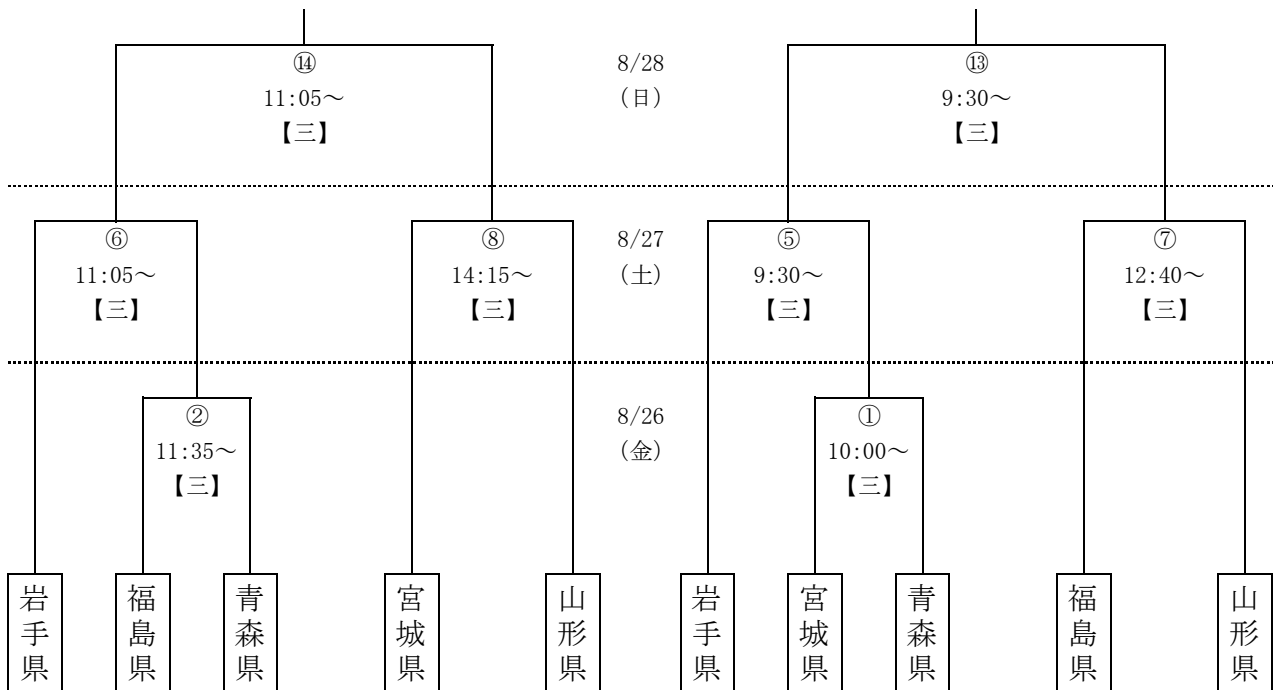 ⑭
11:05～
【三】
8/28
(日)
⑬
9:30～
【三】
⑥
11:05～
【三】
⑧
14:15～
【三】
8/27
(土)
⑤
9:30～
【三】
⑦
12:40～
【三】
②
11:35～
【三】
8/26
(金)
①
10:00～
【三】
岩手県
福島県
青森県
宮城県
山形県
岩手県
宮城県
青森県
福島県
山形県